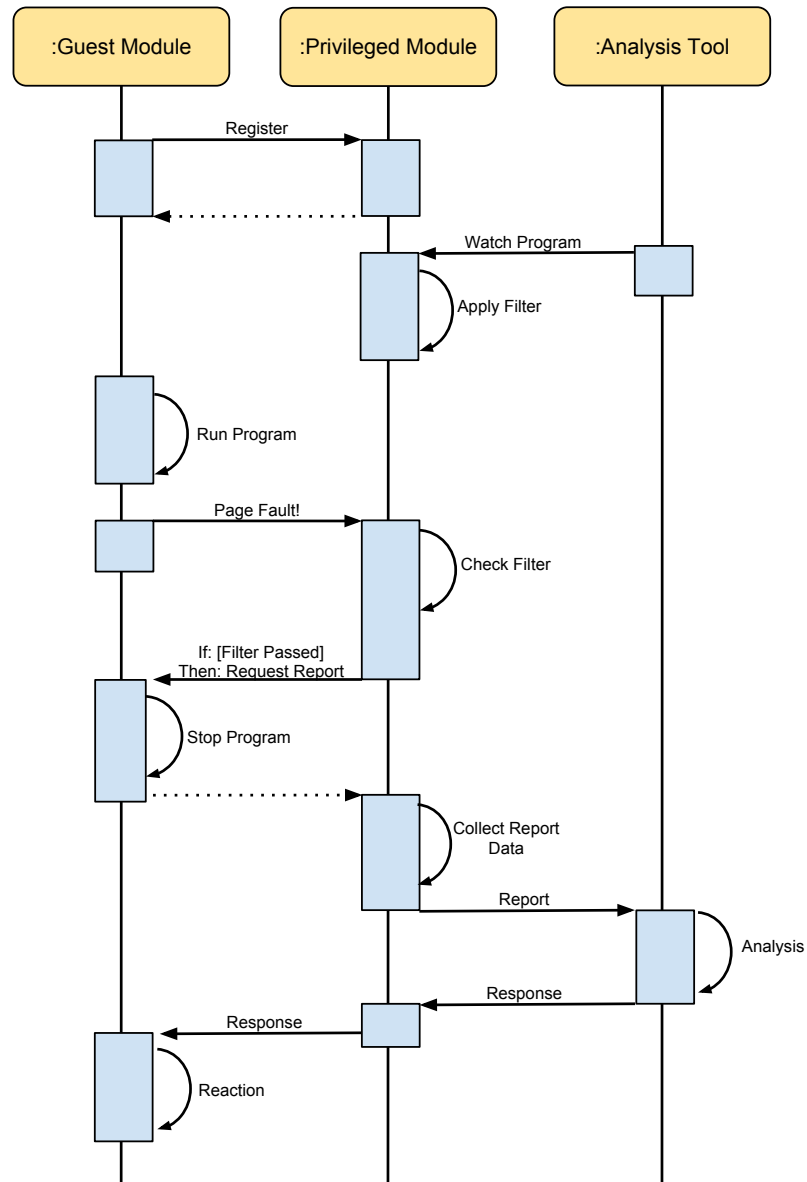 :Guest Module
:Privileged Module
:Analysis Tool
Register
Watch Program
Apply Filter
Run Program
Page Fault!
Check Filter
If: [Filter Passed]
Then: Request Report
Stop Program
Collect Report
Data
Report
Analysis
Response
Response
Reaction